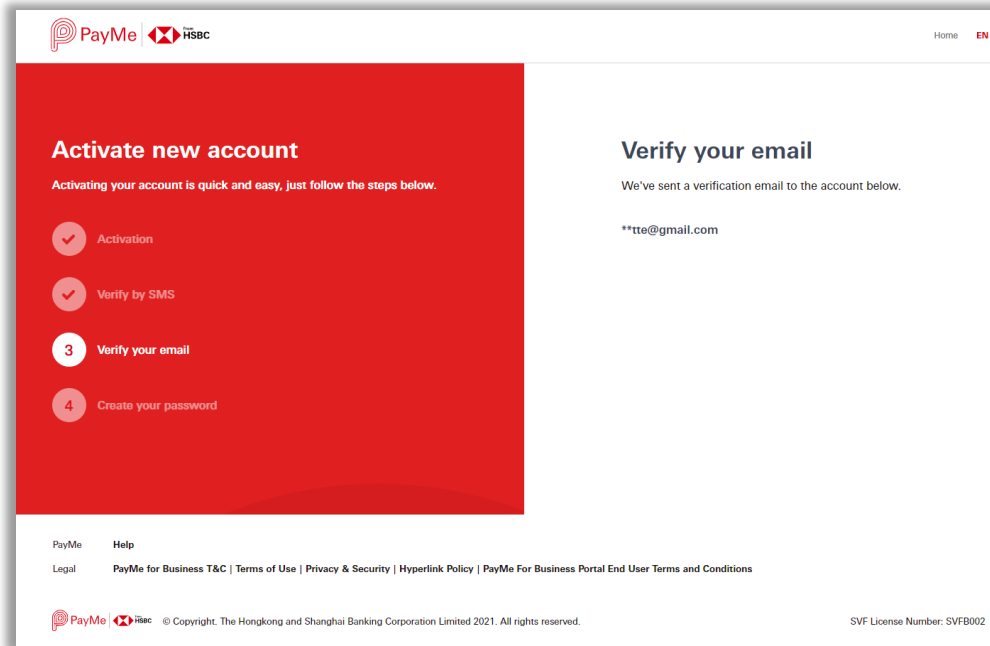 PayMe From HSBC
Home EN
Activate new account
Activating your account is quick and easy, just follow the steps below.
Activation
Verify by SMS
3 Verify your email
4 Create your password
Verify your email
We've sent a verification email to the account below.
**tte@gmail.com
PayMe Help
Legal PayMe for Business T&C | Terms of Use | Privacy & Security | Hyperlink Policy | PayMe For Business Portal End User Terms and Conditions
PayMe From HSBC © Copyright. The Hongkong and Shanghai Banking Corporation Limited 2021. All rights reserved. SVF License Number: SVFB002